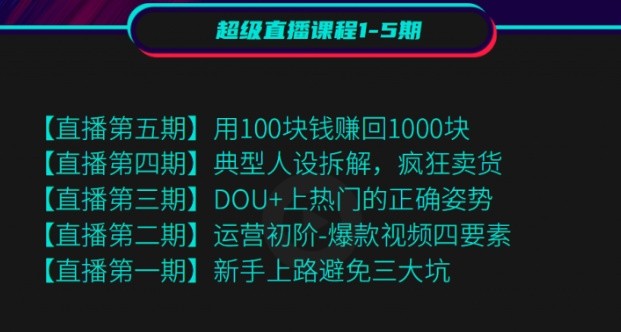 超级直播课程1-5期
【直播第五期】用100块钱赚回1000块
【直播第四期】典型人设拆解，疯狂卖货
【直播第三期】DOU+上热门的正确姿势
【直播第二期】运营初阶-爆款视频四要素
【直播第一期】新手上路避免三大坑